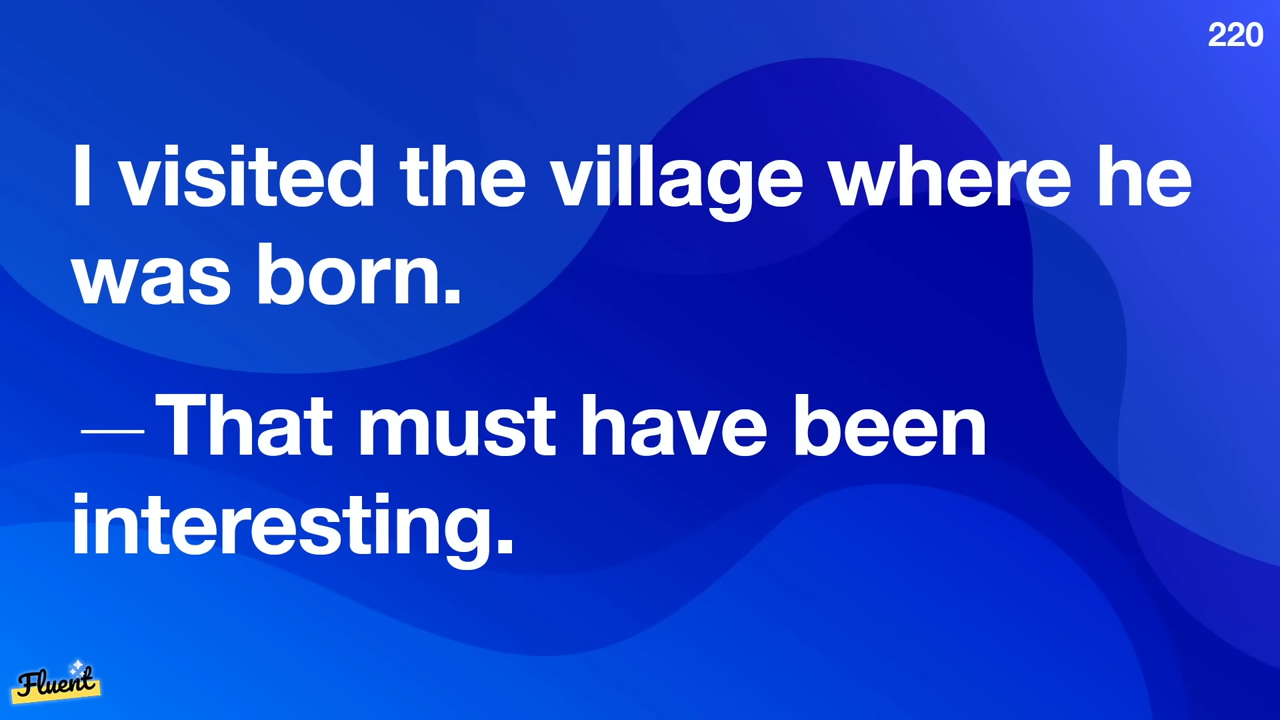 220
I visited the village where he
was born.
—That must have been
interesting.
Fluent